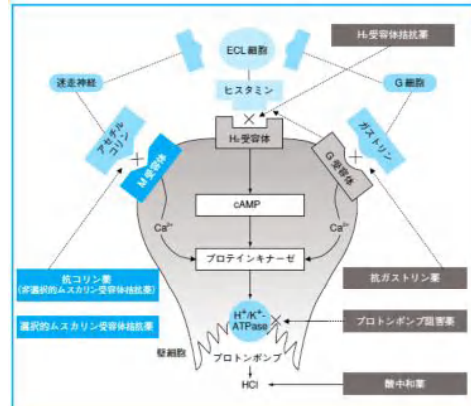 ECL細胞
H₂受容体拮抗薬
迷走神経
ヒスタミン
G細胞
アセチル
コリン
ガストリン
M受容体
H₂受容体
G受容体
cAMP
Ca²⁺
Ca²⁺
プロテインキナーゼ
抗コリン薬
(非選択的ムスカリン受容体拮抗薬)
抗ガストリン薬
選択的ムスカリン受容体拮抗薬
H⁺/K⁺-
ATPase
プロトンポンプ阻害薬
壁細胞
プロトンポンプ
HCl
酸中和薬